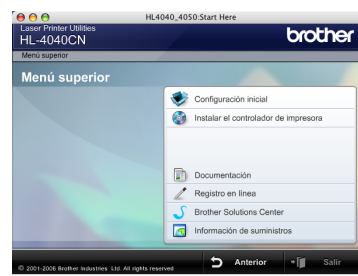 HL4040_4050:Start Here
Laser Printer Utilities
HL-4040CN
brother
Menú superior
Menú superior
Configuración inicial
Instalar el controlador de impresora
Documentación
Registro en línea
Brother Solutions Center
Información de suministros
© 2001-2006 Brother Industries Ltd. All rights reserved
Anterior
Salir